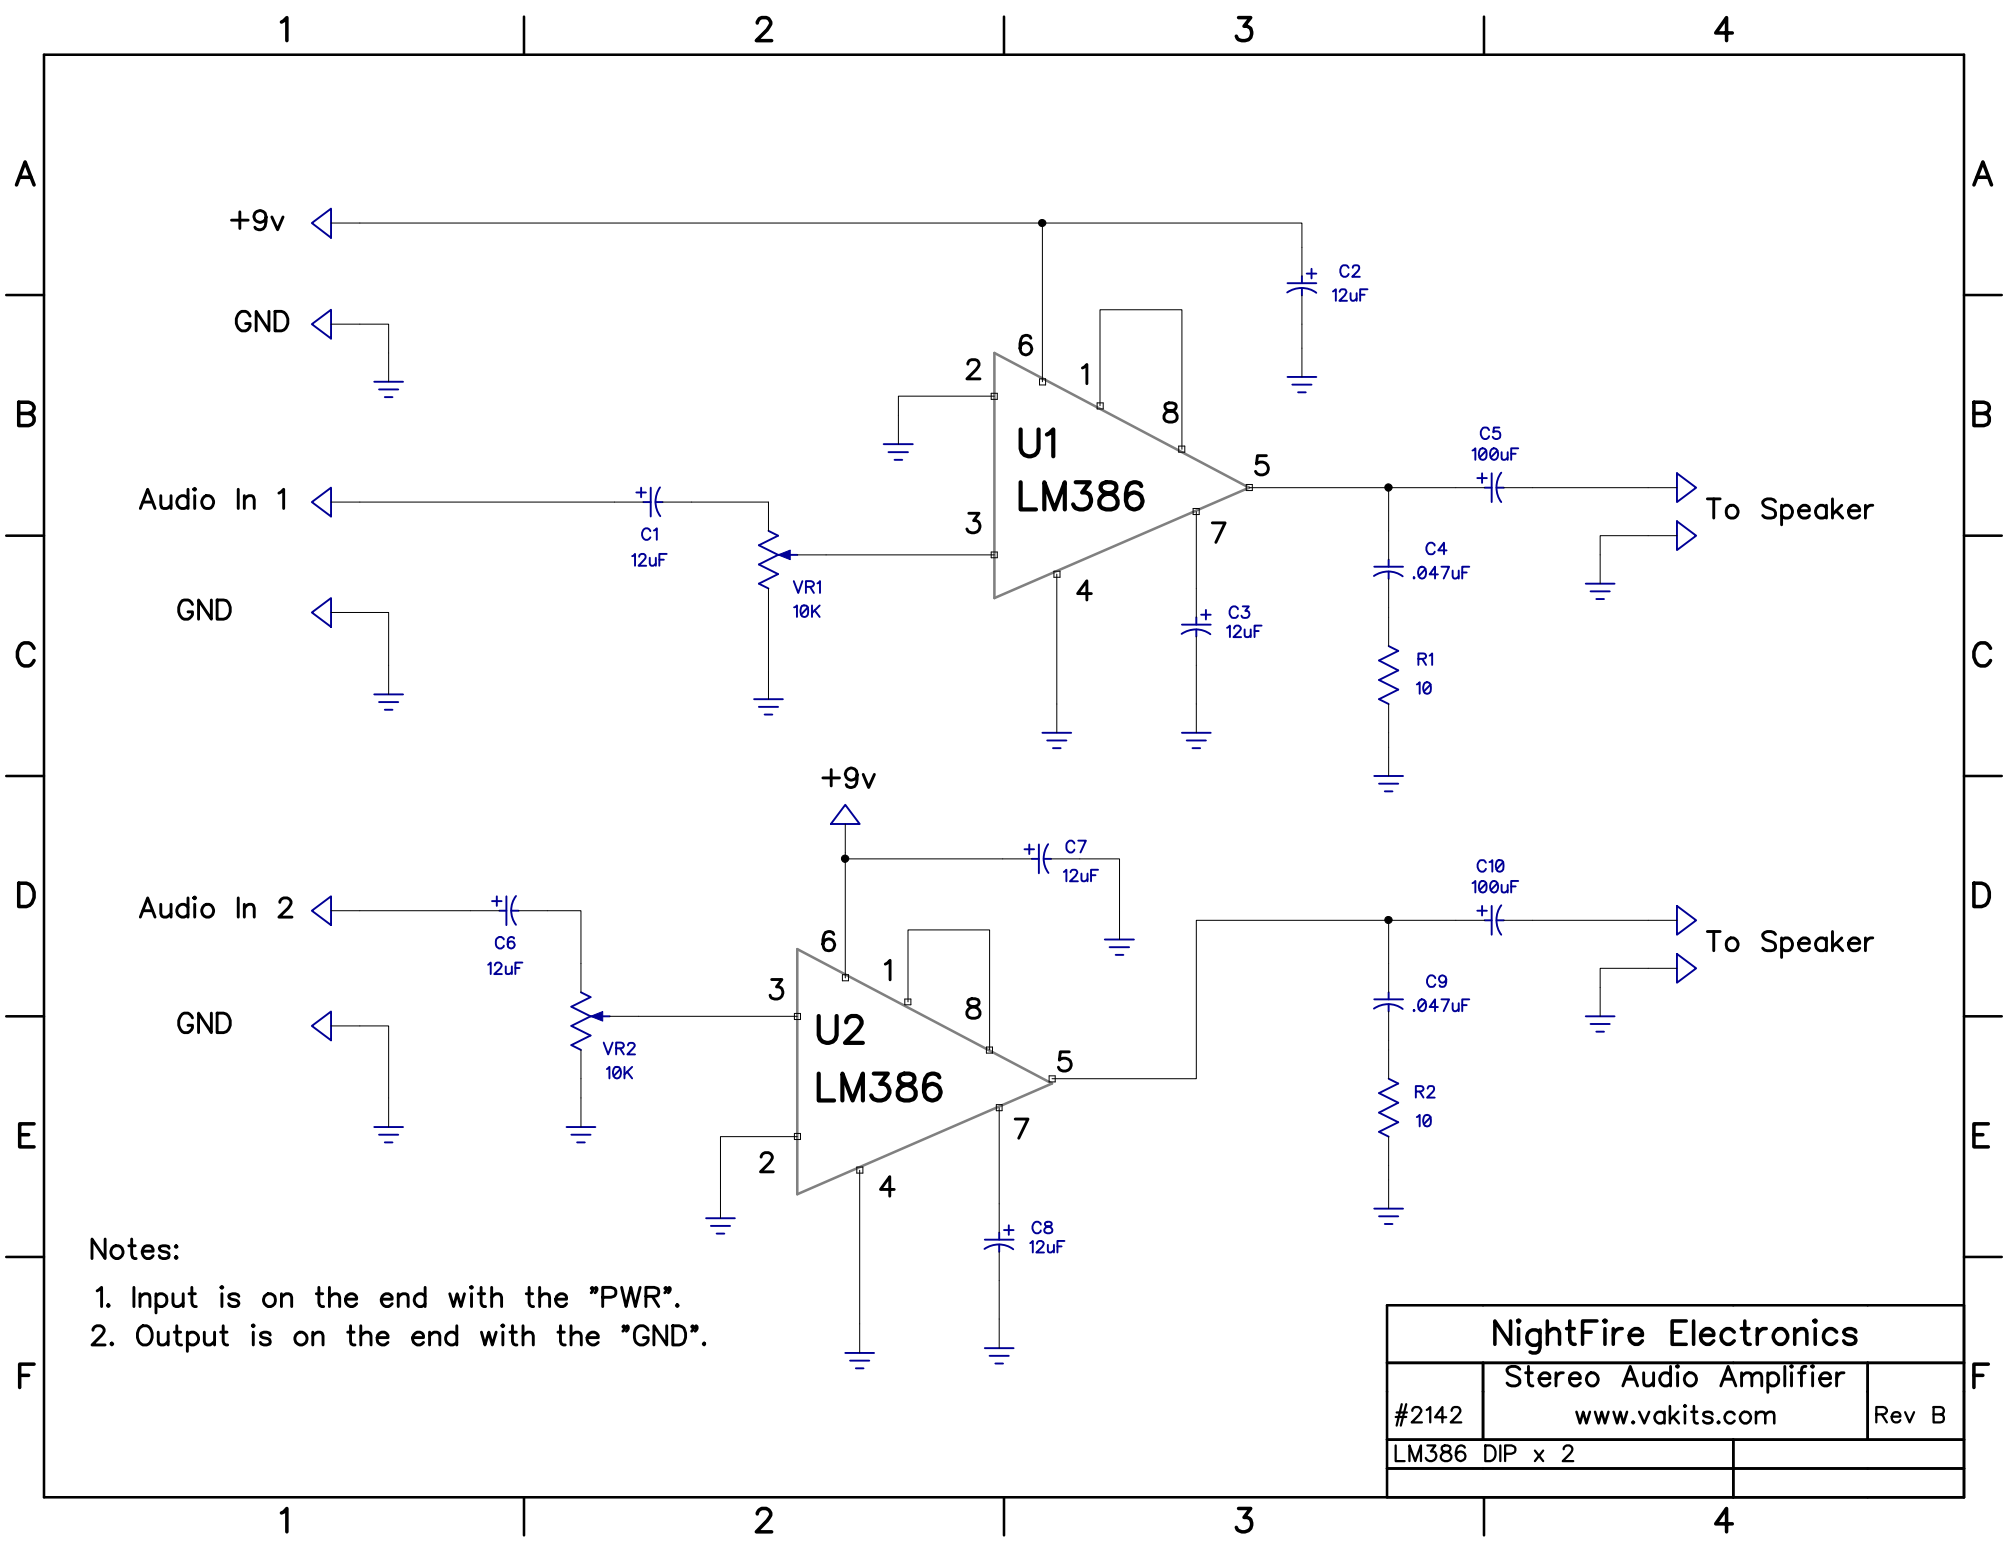 1 2 3 4
A A
+9v
C2
12uF
GND
6
2
1
8
B B
U1
LM386
5
C5
100uF
Audio In 1
To Speaker
3
7
C1
12uF
C4
.047uF
VR1
10K
4
GND
C3
12uF
C C
R1
10
+9v
C7
12uF
C10
100uF
D D
Audio In 2
C6
12uF
6
1
To Speaker
3
8
C9
.047uF
GND
U2
LM386
VR2
10K
5
R2
10
7
E E
2
4
C8
12uF
Notes:
1. Input is on the end with the "PWR".
2. Output is on the end with the "GND".
NightFire Electronics
F F
Stereo Audio Amplifier
#2142 www.vakits.com Rev B
LM386 DIP x 2
1 2 3 4